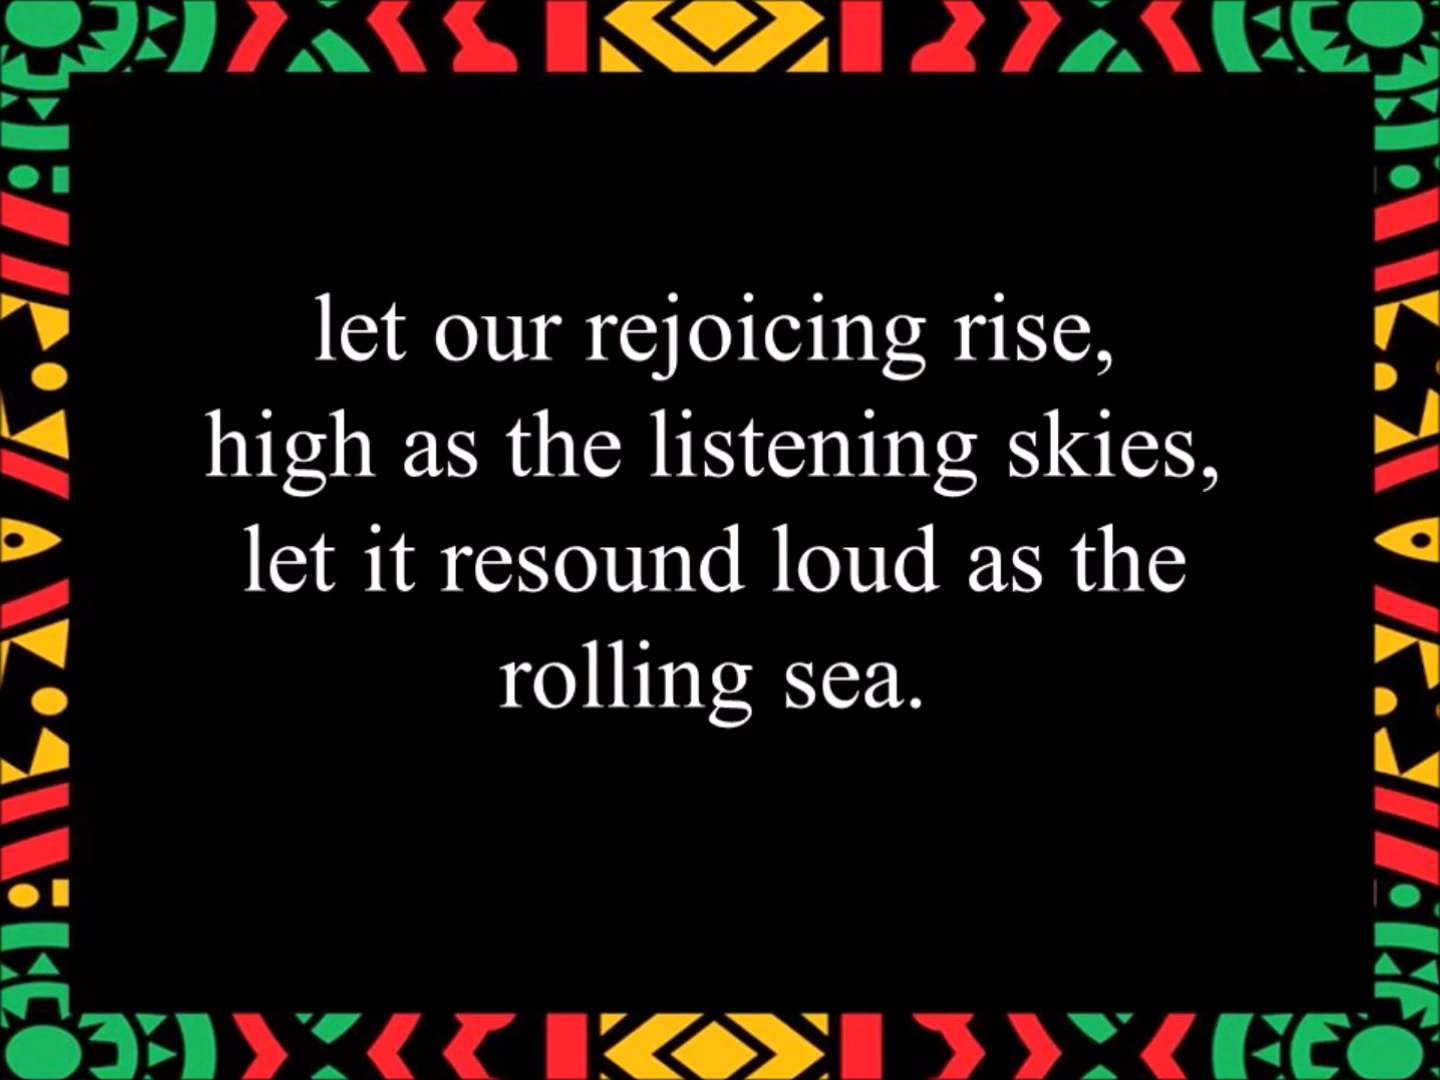 let our rejoicing rise,
high as the listening skies,
let it resound loud as the
rolling sea.